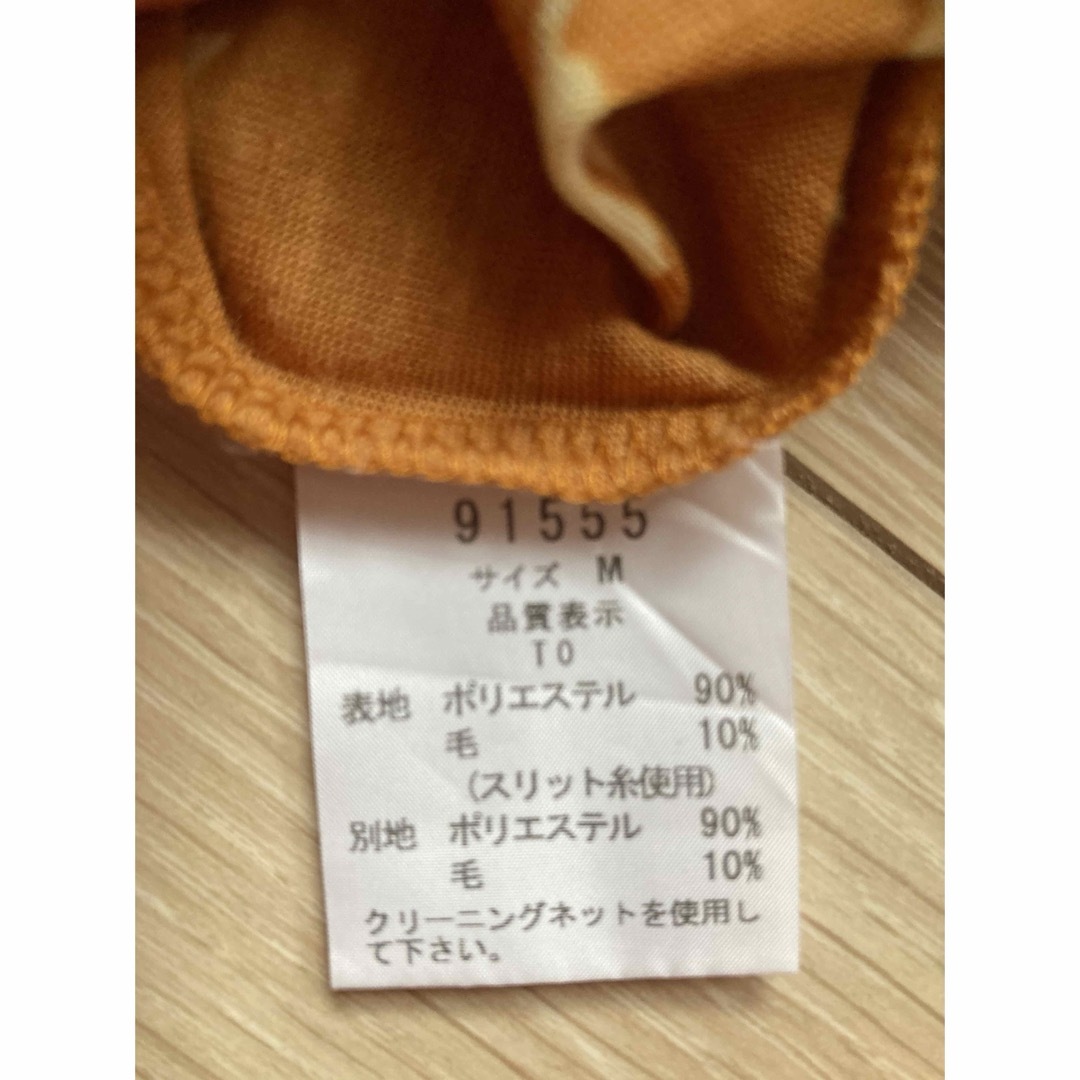 91555
サイズ M
品質表示
T0
表地 ポリエステル 90%
毛 10%
(スリット糸使用)
別地 ポリエステル 90%
毛 10%
クリーニングネットを使用し
て下さい。